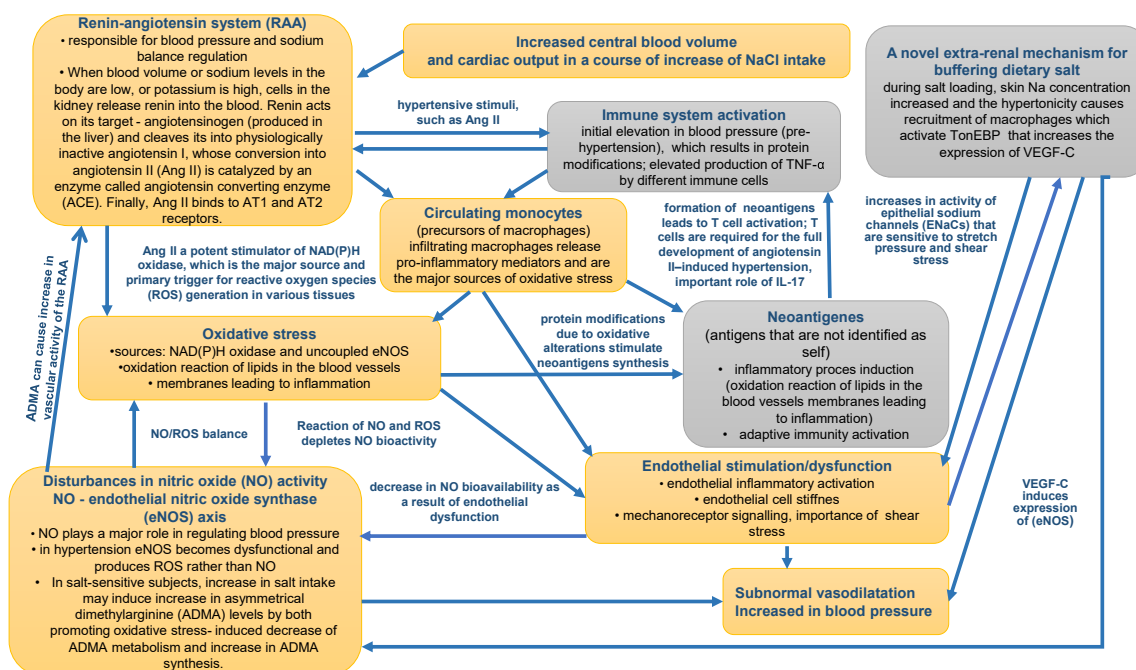 Renin-angiotensin system (RAA)
• responsible for blood pressure and sodium
balance regulation
• When blood volume or sodium levels in the
body are low, or potassium is high, cells in the
kidney release renin into the blood. Renin acts
on its target - angiotensinogen (produced
in the liver) and cleaves its into physiologically
inactive angiotensin I, whose conversion into
angiotensin II (Ang II) is catalyzed by an
enzyme called angiotensin converting enzyme
(ACE). Finally, Ang II binds to AT1 and AT2
receptors.
Increased central blood volume
and cardiac output in a course of increase of NaCl intake
A novel extra-renal mechanism for
buffering dietary salt
during salt loading, skin Na concentration
increased and the hypertonicity causes
recruitment of macrophages which
activate TonEBP that increases the
expression of VEGF-C
hypertensive stimuli,
such as Ang II
Immune system activation
initial elevation in blood pressure (pre-
hypertension), which results in protein
modifications; elevated production of TNF-α
by different immune cells
Circulating monocytes
(precursors of macrophages)
infiltrating macrophages release
pro-inflammatory mediators and are
the major sources of oxidative stress
formation of neoantigens
leads to T cell activation; T
cells are required for the full
development of angiotensin
II–induced hypertension,
important role of IL-17
increases in activity of
epithelial sodium
channels (ENaCs) that
are sensitive to stretch
pressure and shear
stress
ADMA can cause increase in
vascular activity of the RAA
Ang II a potent stimulator of NAD(P)H
oxidase, which is the major source and
primary trigger for reactive oxygen species
(ROS) generation in various tissues
Oxidative stress
•sources: NAD(P)H oxidase and uncoupled eNOS
•oxidation reaction of lipids in the blood vessels
• membranes leading to inflammation
protein modifications
due to oxidative
alterations stimulate
neoantigens synthesis
Neoantigenes
(antigens that are not identified as
self)
• inflammatory proces induction
(oxidation reaction of lipids in the
blood vessels membranes leading
to inflammation)
• adaptive immunity activation
NO/ROS balance
Reaction of NO and ROS
depletes NO bioactivity
Disturbances in nitric oxide (NO) activity
NO - endothelial nitric oxide synthase
(eNOS) axis
• NO plays a major role in regulating blood pressure
• in hypertension eNOS becomes dysfunctional and
produces ROS rather than NO
• In salt-sensitive subjects, increase in salt intake
may induce increase in asymmetrical
dimethylarginine (ADMA) levels by both
promoting oxidative stress- induced decrease of
ADMA metabolism and increase in ADMA
synthesis.
decrease in NO bioavailability as
a result of endothelial
dysfunction
Endothelial stimulation/dysfunction
• endothelial inflammatory activation
• endothelial cell stiffnes
• mechanoreceptor signalling, importance of shear
stress
VEGF-C
induces
expression
of (eNOS)
Subnormal vasodilatation
Increased in blood pressure